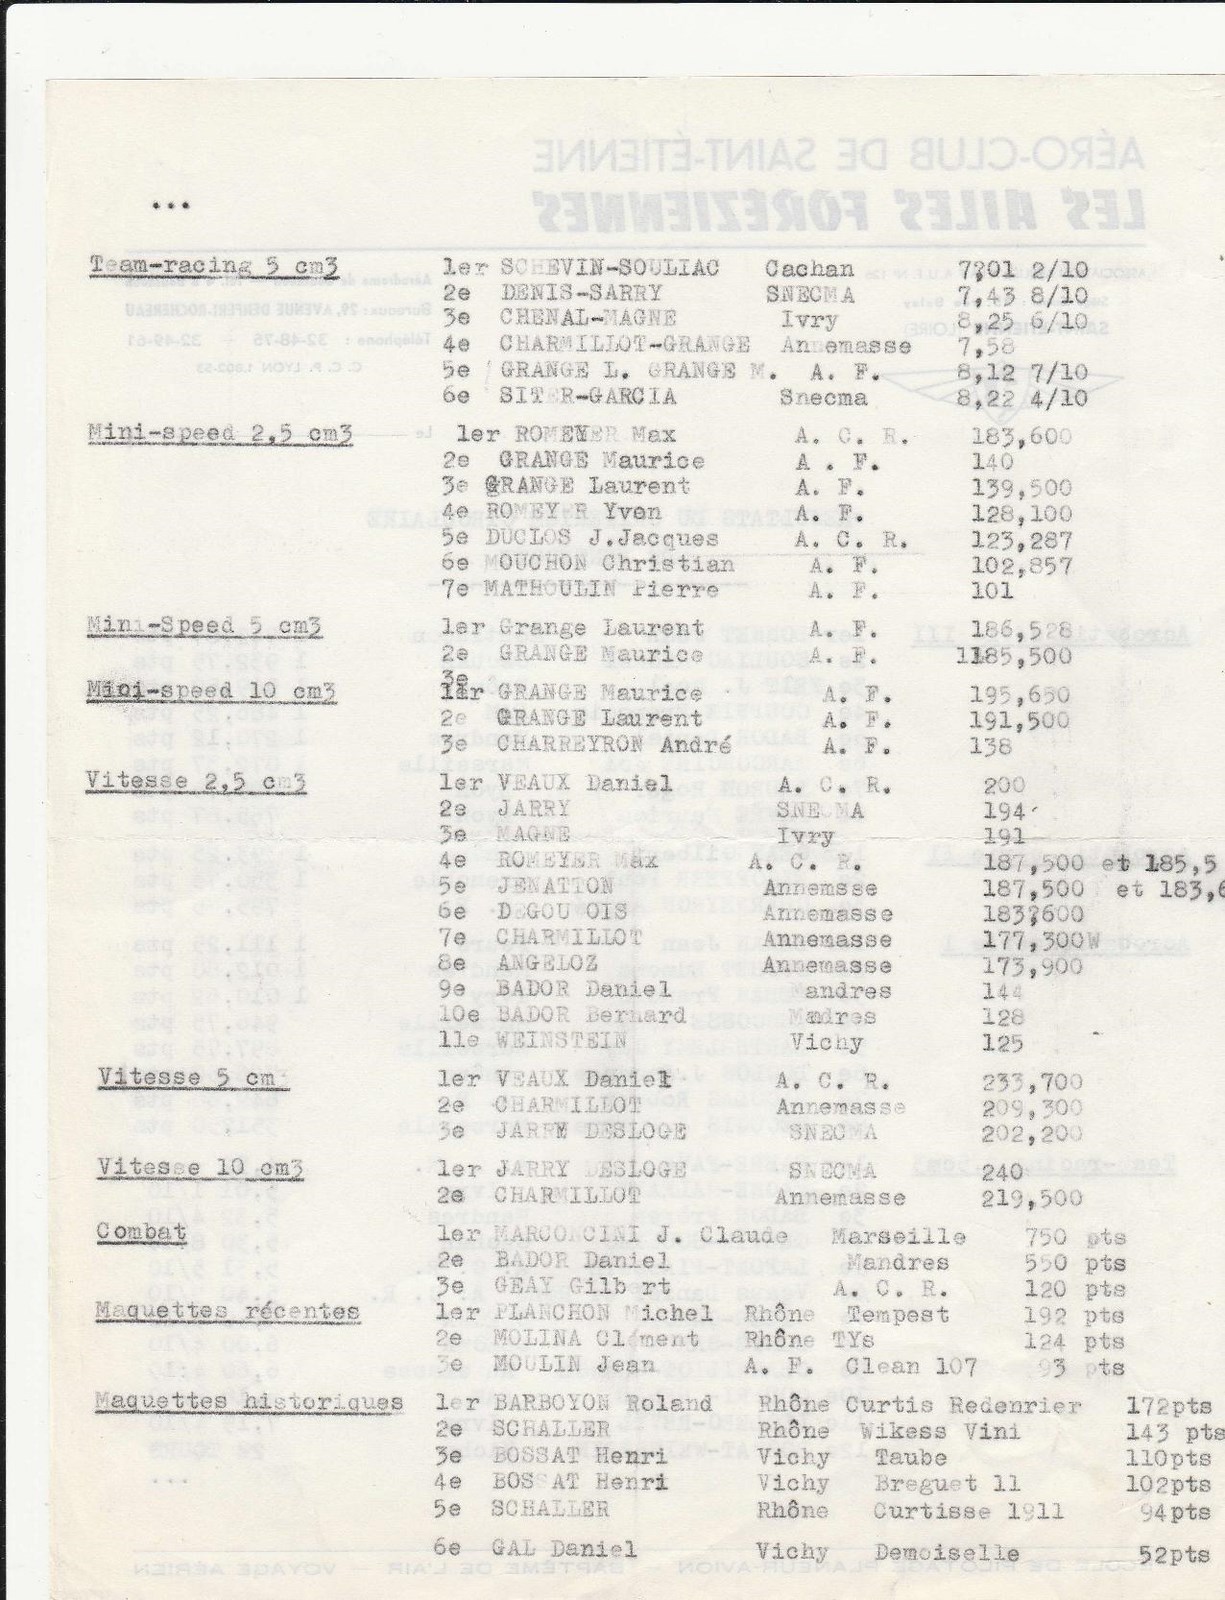 ...
Team-racing 5 cm3 1er SCHEVIN-SOULIAC Cachan 7,01 2/10
2e DENIS-SARRY SNECMA 7,43 8/10
3e CHENAL-MAGNE Ivry 8,25 6/10
4e CHARMILLOT-GRANGE Annemasse 7,58
5e GRANGE L. GRANGE M. A. F. 8,12 7/10
6e SITER-GARCIA Snecma 8,22 4/10
Mini-speed 2,5 cm3 1er ROMEYER Max A. C. R. 183,600
2e GRANGE Maurice A . F. 140
3e GRANGE Laurent A. F. 139,500
4e ROMEYER Yven A. F. 128,100
5e DUCLOS J.Jacques A. C. R. 123,287
6e MOUCHON Christian A. F. 102,857
7e MATHOULIN Pierre A. F. 101
Mini-Speed 5 cm3 1er Grange Laurent A. F. 186,528
2e GRANGE Maurice A. F. 185,500
3e
Mini-speed 10 cm3 1er GRANGE Maurice A. F. 195,650
2e GRANGE Laurent A. F. 191,500
3e CHARREYRON André A. F. 138
Vitesse 2,5 cm3 1er VEAUX Daniel A. C. R. 200
2e JARRY SNECMA 194
3e MAGNE Ivry 191
4e ROMEYER Max A. C. R. 187,500 et 185,5
5e JENATTON Annemsse 187,500 et 183,6
6e DEGOUTOIS Annemasse 183,600
7e CHARMILLOT Annemasse 177,300W
8e ANGELOZ Annemasse 173,900
9e BADOR Daniel Mandres 144
10e BADOR Bernard Madres 128
11e WEINSTEIN Vichy 125
Vitesse 5 cm 1er VEAUX Daniel A. C. R. 233,700
2e CHARMILLOT Annemasse 209,300
3e JARRY DESLOGE SNECMA 202,200
Vitesse 10 cm3 1er JARRY DESLOGE SNECMA 240
2e CHARMILLOT Annemasse 219,500
Combat 1er MARCONCINI J. Claude Marseille 750 pts
2e BADOR Daniel Mandres 550 pts
3e GEAY Gilbert A. C. R. 120 pts
Maquettes récentes 1er PLANCHON Michel Rhône Tempest 192 pts
2e MOLINA Clément Rhône TYs 124 pts
3e MOULIN Jean A. F. Clean 107 93 pts
Maquettes historiques 1er BARBOYON Roland Rhône Curtis Redenrier 172pts
2e SCHALLER Rhône Wikess Vini 143 pts
3e BOSSAT Henri Vichy Taube 110pts
4e BOSSAT Henri Vichy Breguet 11 102pts
5e SCHALLER Rhône Curtisse 1911 94pts
6e GAL Daniel Vichy Demoiselle 52pts